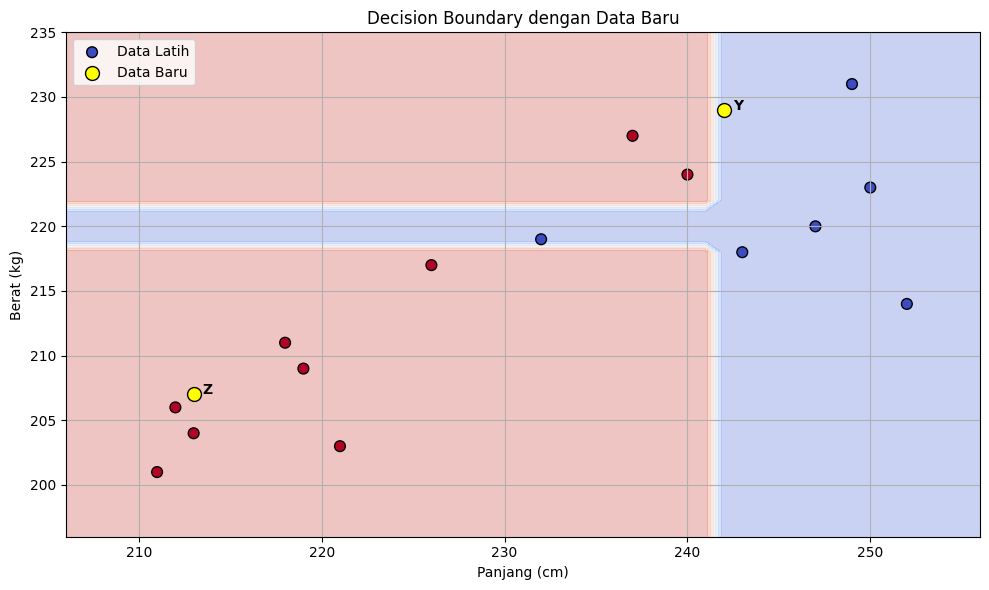 Decision Boundary dengan Data Baru
Data Latih
Data Baru
Y
Z
235
230
225
220
215
210
205
200
Berat (kg)
210
220
230
240
250
Panjang (cm)